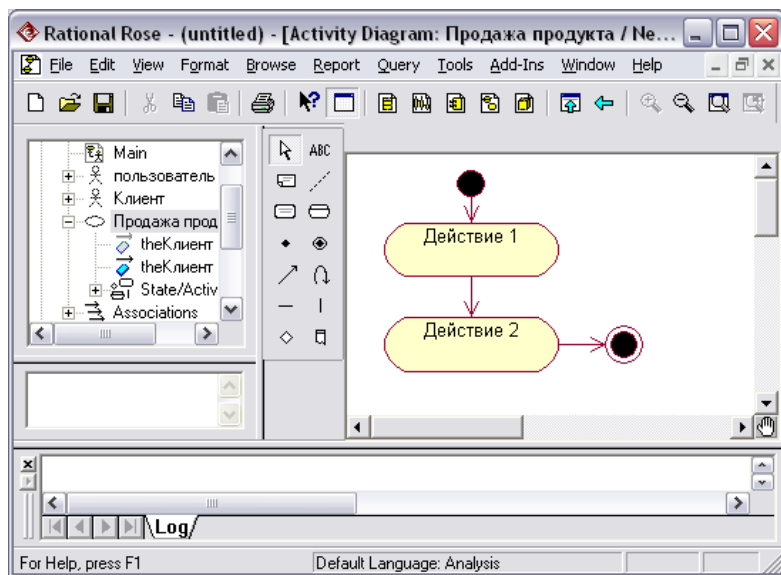 Rational Rose - (untitled) - [Activity Diagram: Продажа продукта / Ne...
File Edit View Format Browse Report Query Tools Add-Ins Window Help
Main
пользователь
Клиент
Продажа прод
theКлиент
theКлиент
State/Activ
Associations
ABC
Действие 1
Действие 2
Log
For Help, press F1
Default Language: Analysis